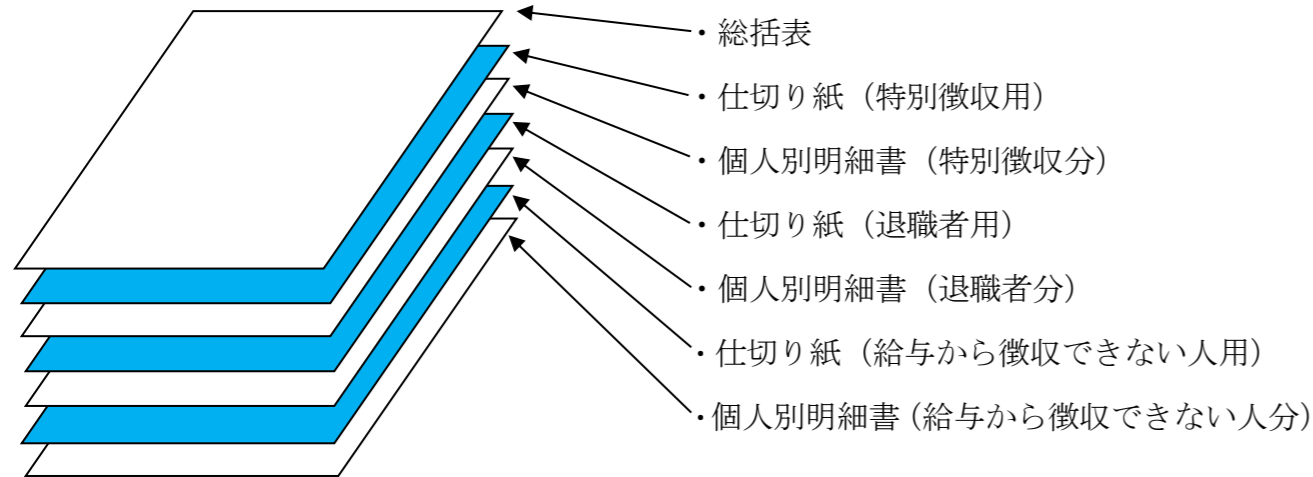 ・総括表
・仕切り紙（特別徴収用）
・個人別明細書（特別徴収分）
・仕切り紙（退職者用）
・個人別明細書（退職者分）
・仕切り紙（給与から徴収できない人用）
・個人別明細書（給与から徴収できない人分）